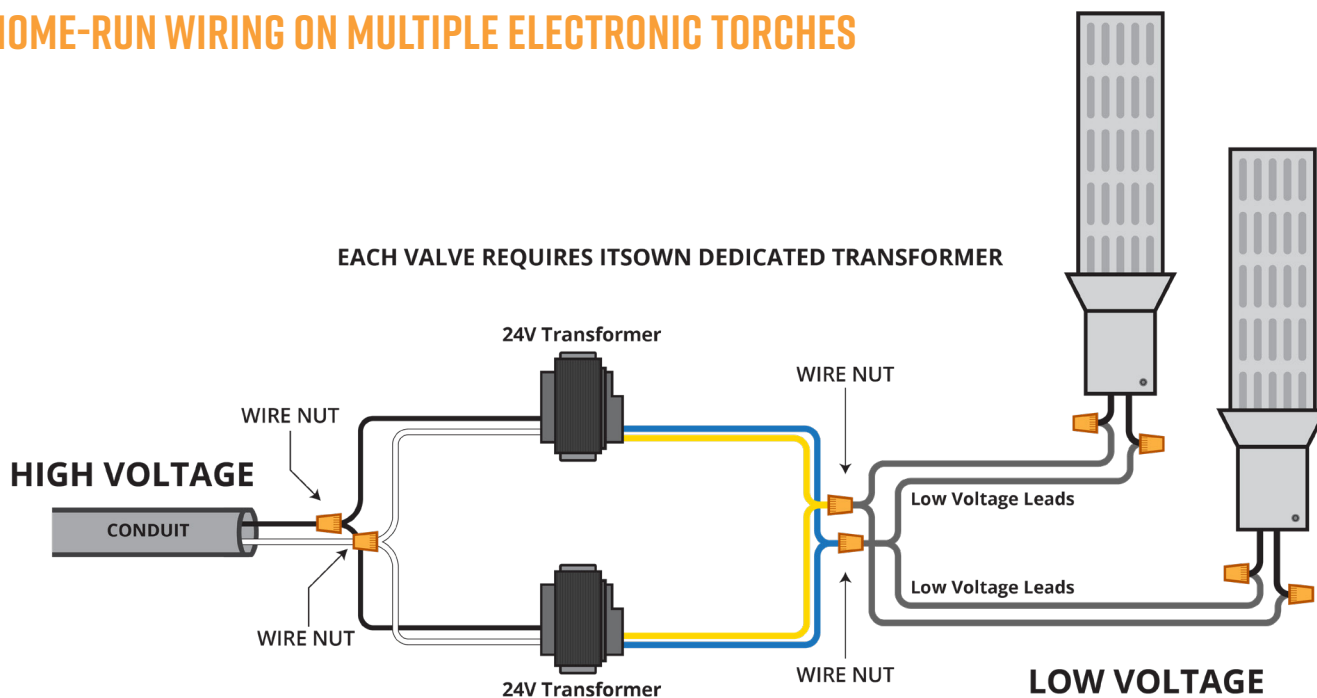 HOME-RUN WIRING ON MULTIPLE ELECTRONIC TORCHES
EACH VALVE REQUIRES ITSOWN DEDICATED TRANSFORMER
24V Transformer
WIRE NUT
WIRE NUT
HIGH VOLTAGE
CONDUIT
Low Voltage Leads
Low Voltage Leads
WIRE NUT
WIRE NUT
24V Transformer
LOW VOLTAGE